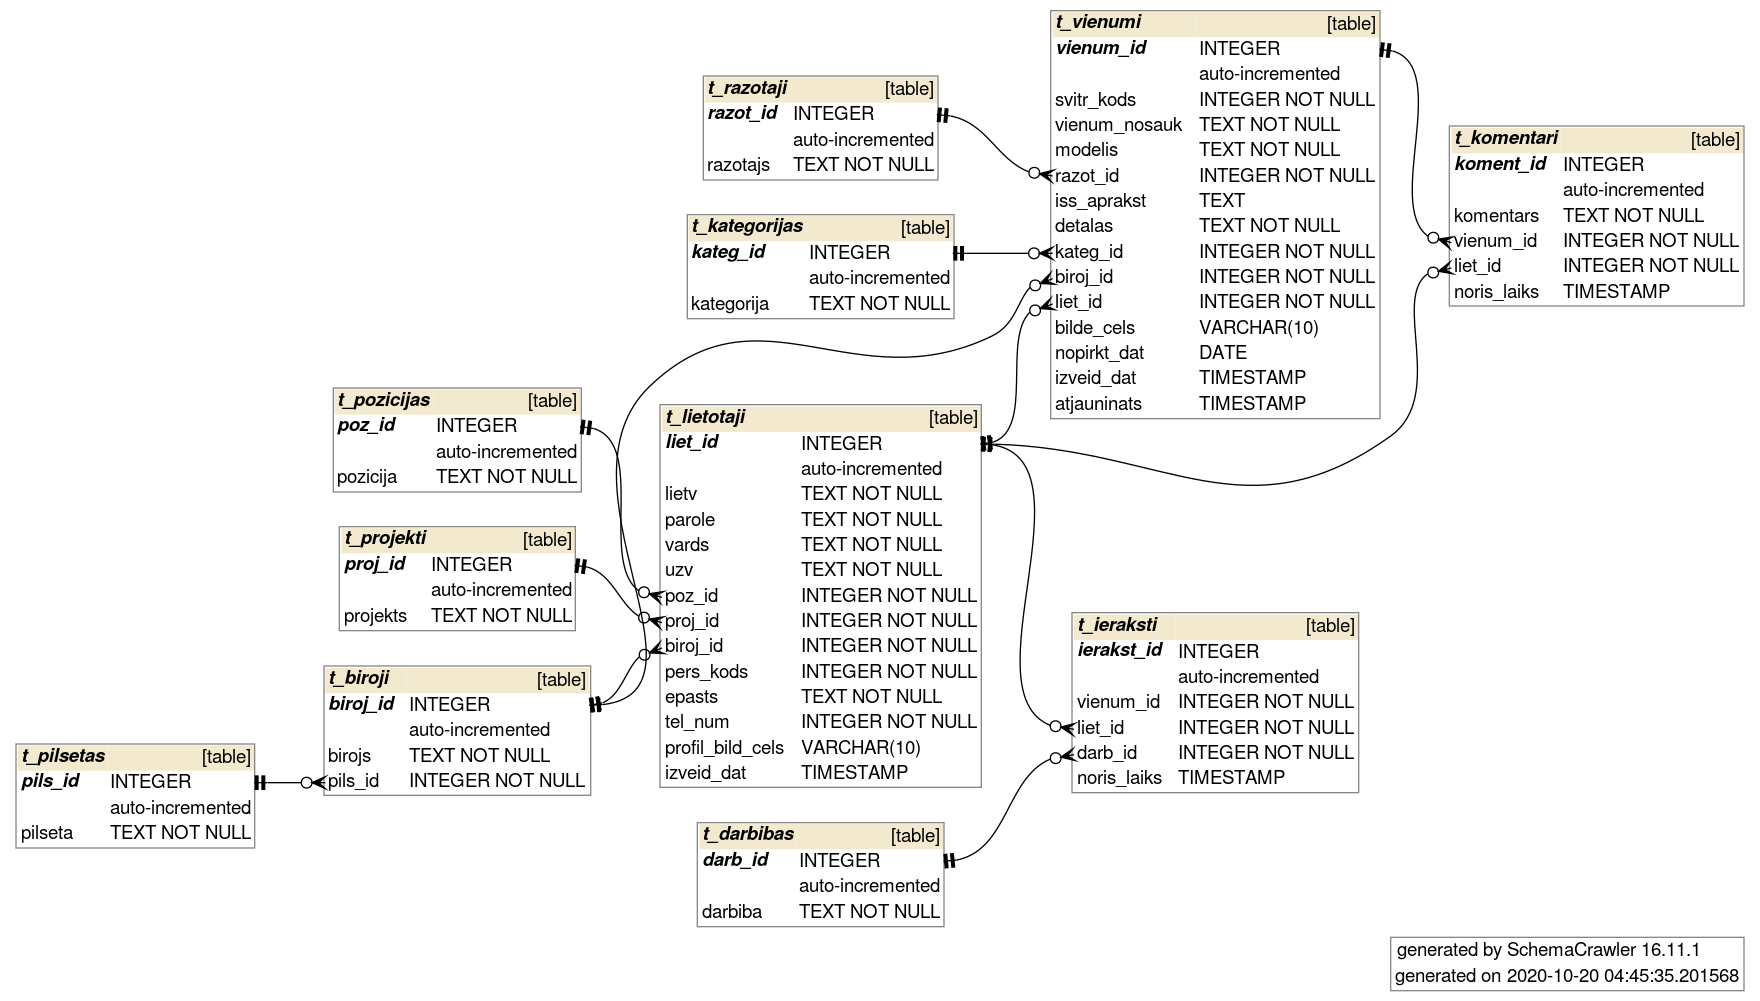 t_vienumi [table]
vienum_id INTEGER
auto-incremented
svitr_kods INTEGER NOT NULL
vienum_nosauk TEXT NOT NULL
modelis TEXT NOT NULL
razot_id INTEGER NOT NULL
iss_aprakst TEXT
detalas TEXT NOT NULL
kateg_id INTEGER NOT NULL
biroj_id INTEGER NOT NULL
liet_id INTEGER NOT NULL
bilde_cels VARCHAR(10)
nopirkt_dat DATE
izveid_dat TIMESTAMP
atjauninats TIMESTAMP
t_razotaji [table]
razot_id INTEGER
auto-incremented
razotajs TEXT NOT NULL
t_komentari [table]
koment_id INTEGER
auto-incremented
komentars TEXT NOT NULL
vienum_id INTEGER NOT NULL
liet_id INTEGER NOT NULL
noris_laiks TIMESTAMP
t_kategorijas [table]
kateg_id INTEGER
auto-incremented
kategorija TEXT NOT NULL
t_pozicijas [table]
poz_id INTEGER
auto-incremented
pozicija TEXT NOT NULL
t_lietotaji [table]
liet_id INTEGER
auto-incremented
lietv TEXT NOT NULL
parole TEXT NOT NULL
vards TEXT NOT NULL
uzv TEXT NOT NULL
poz_id INTEGER NOT NULL
proj_id INTEGER NOT NULL
biroj_id INTEGER NOT NULL
pers_kods INTEGER NOT NULL
epasts TEXT NOT NULL
tel_num INTEGER NOT NULL
profil_bild_cels VARCHAR(10)
izveid_dat TIMESTAMP
t_projekti [table]
proj_id INTEGER
auto-incremented
projekts TEXT NOT NULL
t_biroji [table]
biroj_id INTEGER
auto-incremented
birojs TEXT NOT NULL
pils_id INTEGER NOT NULL
t_pilsetas [table]
pils_id INTEGER
auto-incremented
pilseta TEXT NOT NULL
t_ieraksti [table]
ierakst_id INTEGER
auto-incremented
vienum_id INTEGER NOT NULL
liet_id INTEGER NOT NULL
darb_id INTEGER NOT NULL
noris_laiks TIMESTAMP
t_darbibas [table]
darb_id INTEGER
auto-incremented
darbiba TEXT NOT NULL
generated by SchemaCrawler 16.11.1
generated on 2020-10-20 04:45:35.201568